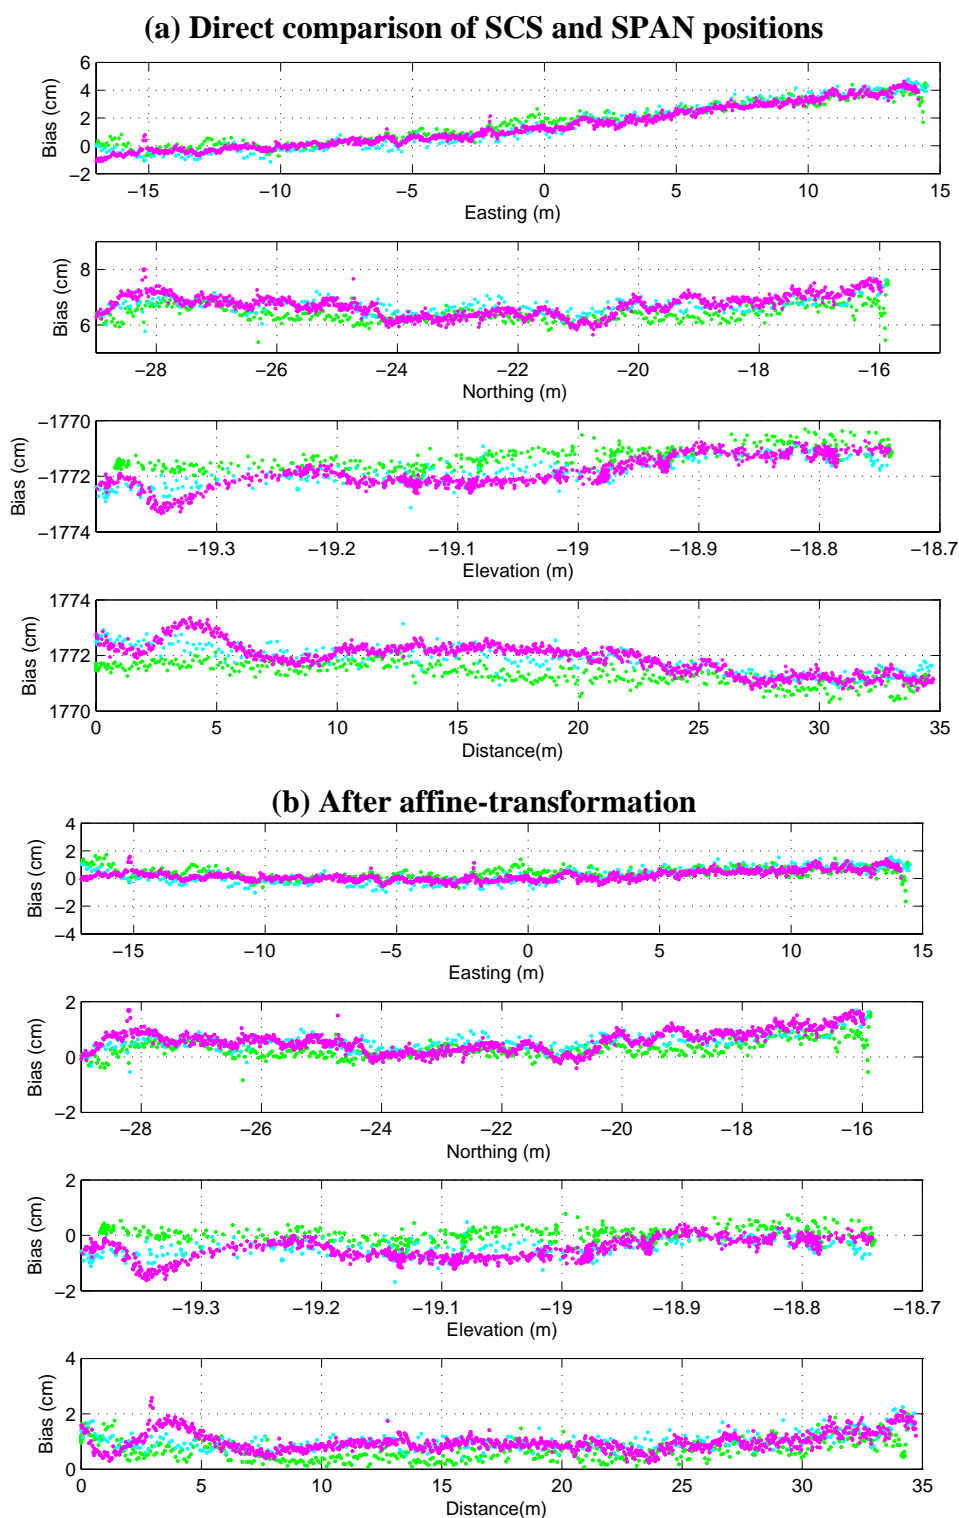 (a) Direct comparison of SCS and SPAN positions
6
4
2
0
−2
Bias (cm)
−15 −10 −5 0 5 10 15
Easting (m)
8
6
Bias (cm)
−28 −26 −24 −22 −20 −18 −16
Northing (m)
−1770
−1772
−1774
Bias (cm)
−19.3 −19.2 −19.1 −19 −18.9 −18.8 −18.7
Elevation (m)
1774
1772
1770
Bias (cm)
0 5 10 15 20 25 30 35
Distance(m)
(b) After affine-transformation
4
2
0
−2
−4
Bias (cm)
−15 −10 −5 0 5 10 15
Easting (m)
2
0
−2
Bias (cm)
−28 −26 −24 −22 −20 −18 −16
Northing (m)
2
0
−2
Bias (cm)
−19.3 −19.2 −19.1 −19 −18.9 −18.8 −18.7
Elevation (m)
4
2
0
Bias (cm)
0 5 10 15 20 25 30 35
Distance(m)